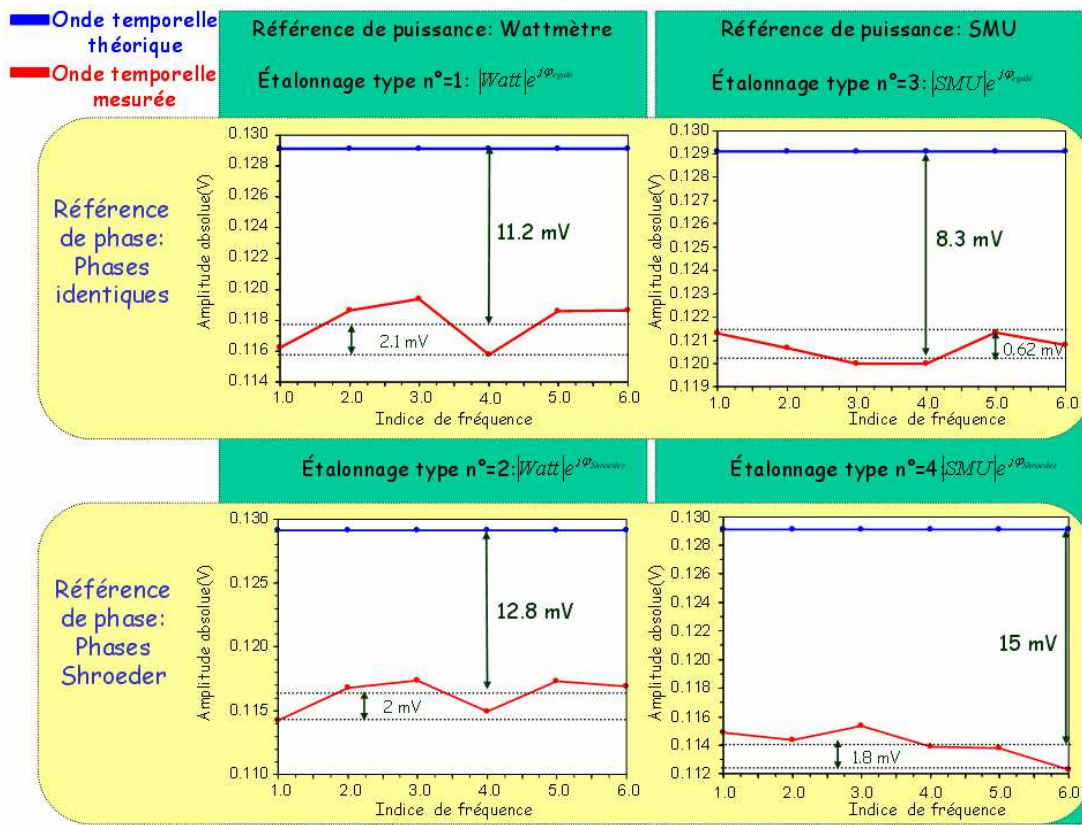 Onde temporelle
théorique
Onde temporelle
mesurée
Référence de puissance: Wattmètre
Étalonnage type n°=1: |Watt|e^jφegale
Référence de puissance: SMU
Étalonnage type n°=3: |SMU|e^jφegale
Référence
de phase:
Phases
identiques
Amplitude absolue(V)
0.130
0.128
0.126
0.124
0.122
0.120
0.118
0.116
0.114
11.2 mV
2.1 mV
1.0 2.0 3.0 4.0 5.0 6.0
Indice de fréquence
Amplitude absolue(V)
0.130
0.129
0.128
0.127
0.126
0.125
0.124
0.123
0.122
0.121
0.120
0.119
8.3 mV
0.62 mV
1.0 2.0 3.0 4.0 5.0 6.0
Indice de fréquence
Étalonnage type n°=2:|Watt|e^jφShroeder
Étalonnage type n°=4:|SMU|e^jφShroeder
Référence
de phase:
Phases
Shroeder
Amplitude absolue(V)
0.130
0.125
0.120
0.115
0.110
12.8 mV
2 mV
1.0 2.0 3.0 4.0 5.0 6.0
Indice de fréquence
Amplitude absolue(V)
0.130
0.128
0.126
0.124
0.122
0.120
0.118
0.116
0.114
0.112
15 mV
1.8 mV
1.0 2.0 3.0 4.0 5.0 6.0
Indice de fréquence